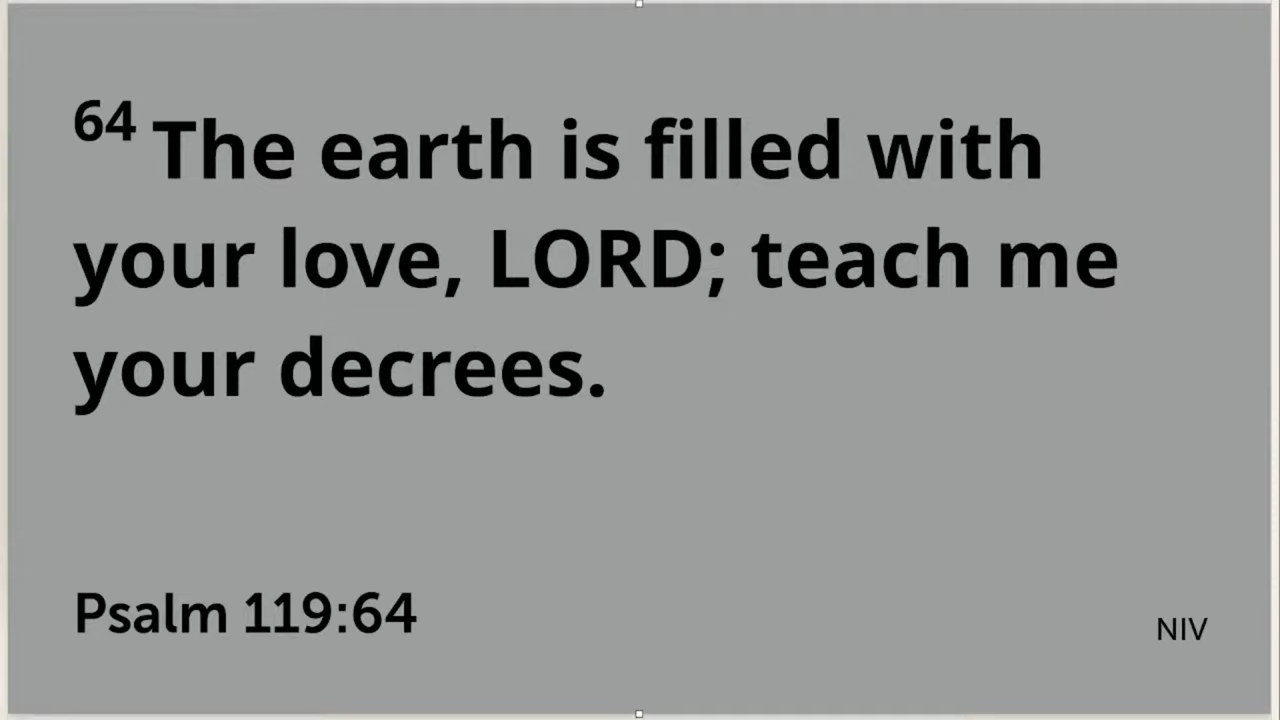 64 The earth is filled with
your love, LORD; teach me
your decrees.
Psalm 119:64
NIV